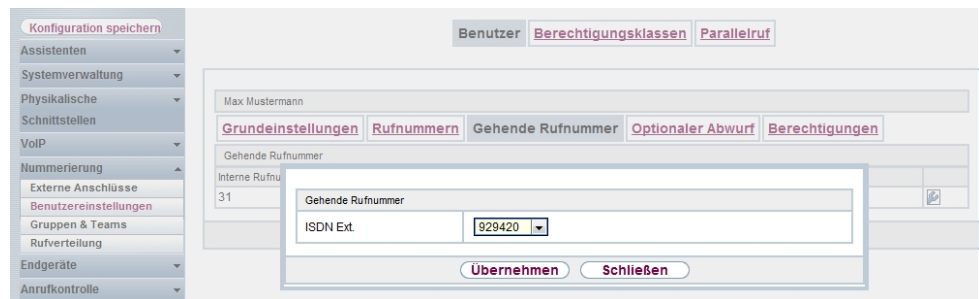 Konfiguration speichern
Assistenten
Systemverwaltung
Physikalische
Schnittstellen
VoIP
Nummerierung
Externe Anschlüsse
Benutzereinstellungen
Gruppen & Teams
Rufverteilung
Endgeräte
Anrufkontrolle
Benutzer Berechtigungsklassen Parallelruf
Max Mustermann
Grundeinstellungen Rufnummern Gehende Rufnummer Optionaler Abwurf Berechtigungen
Gehende Rufnummer
Interne Rufnu
31
Gehende Rufnummer
ISDN Ext. 929420
Übernehmen Schließen